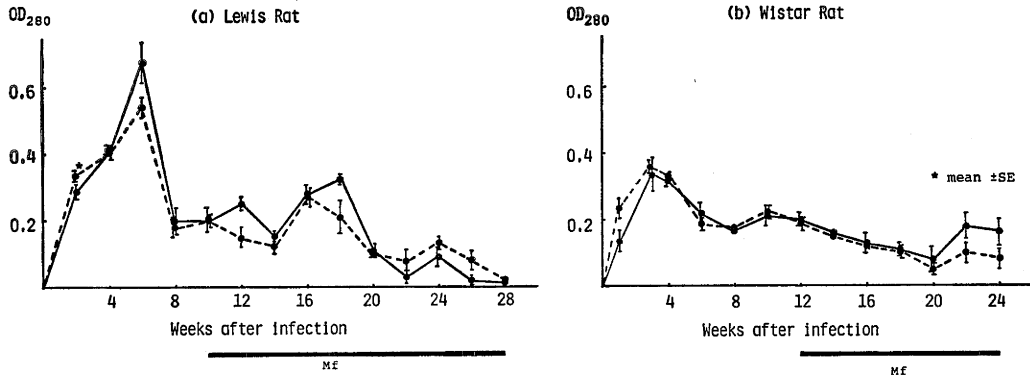 OD280
(a) Lewis Rat
0.6
0.4
0.2
*
4 8 12 16 20 24 28
Weeks after infection
Mf
OD280
(b) Wistar Rat
0.6
0.4
0.2
* mean ±SE
4 8 12 16 20 24
Weeks after infection
Mf